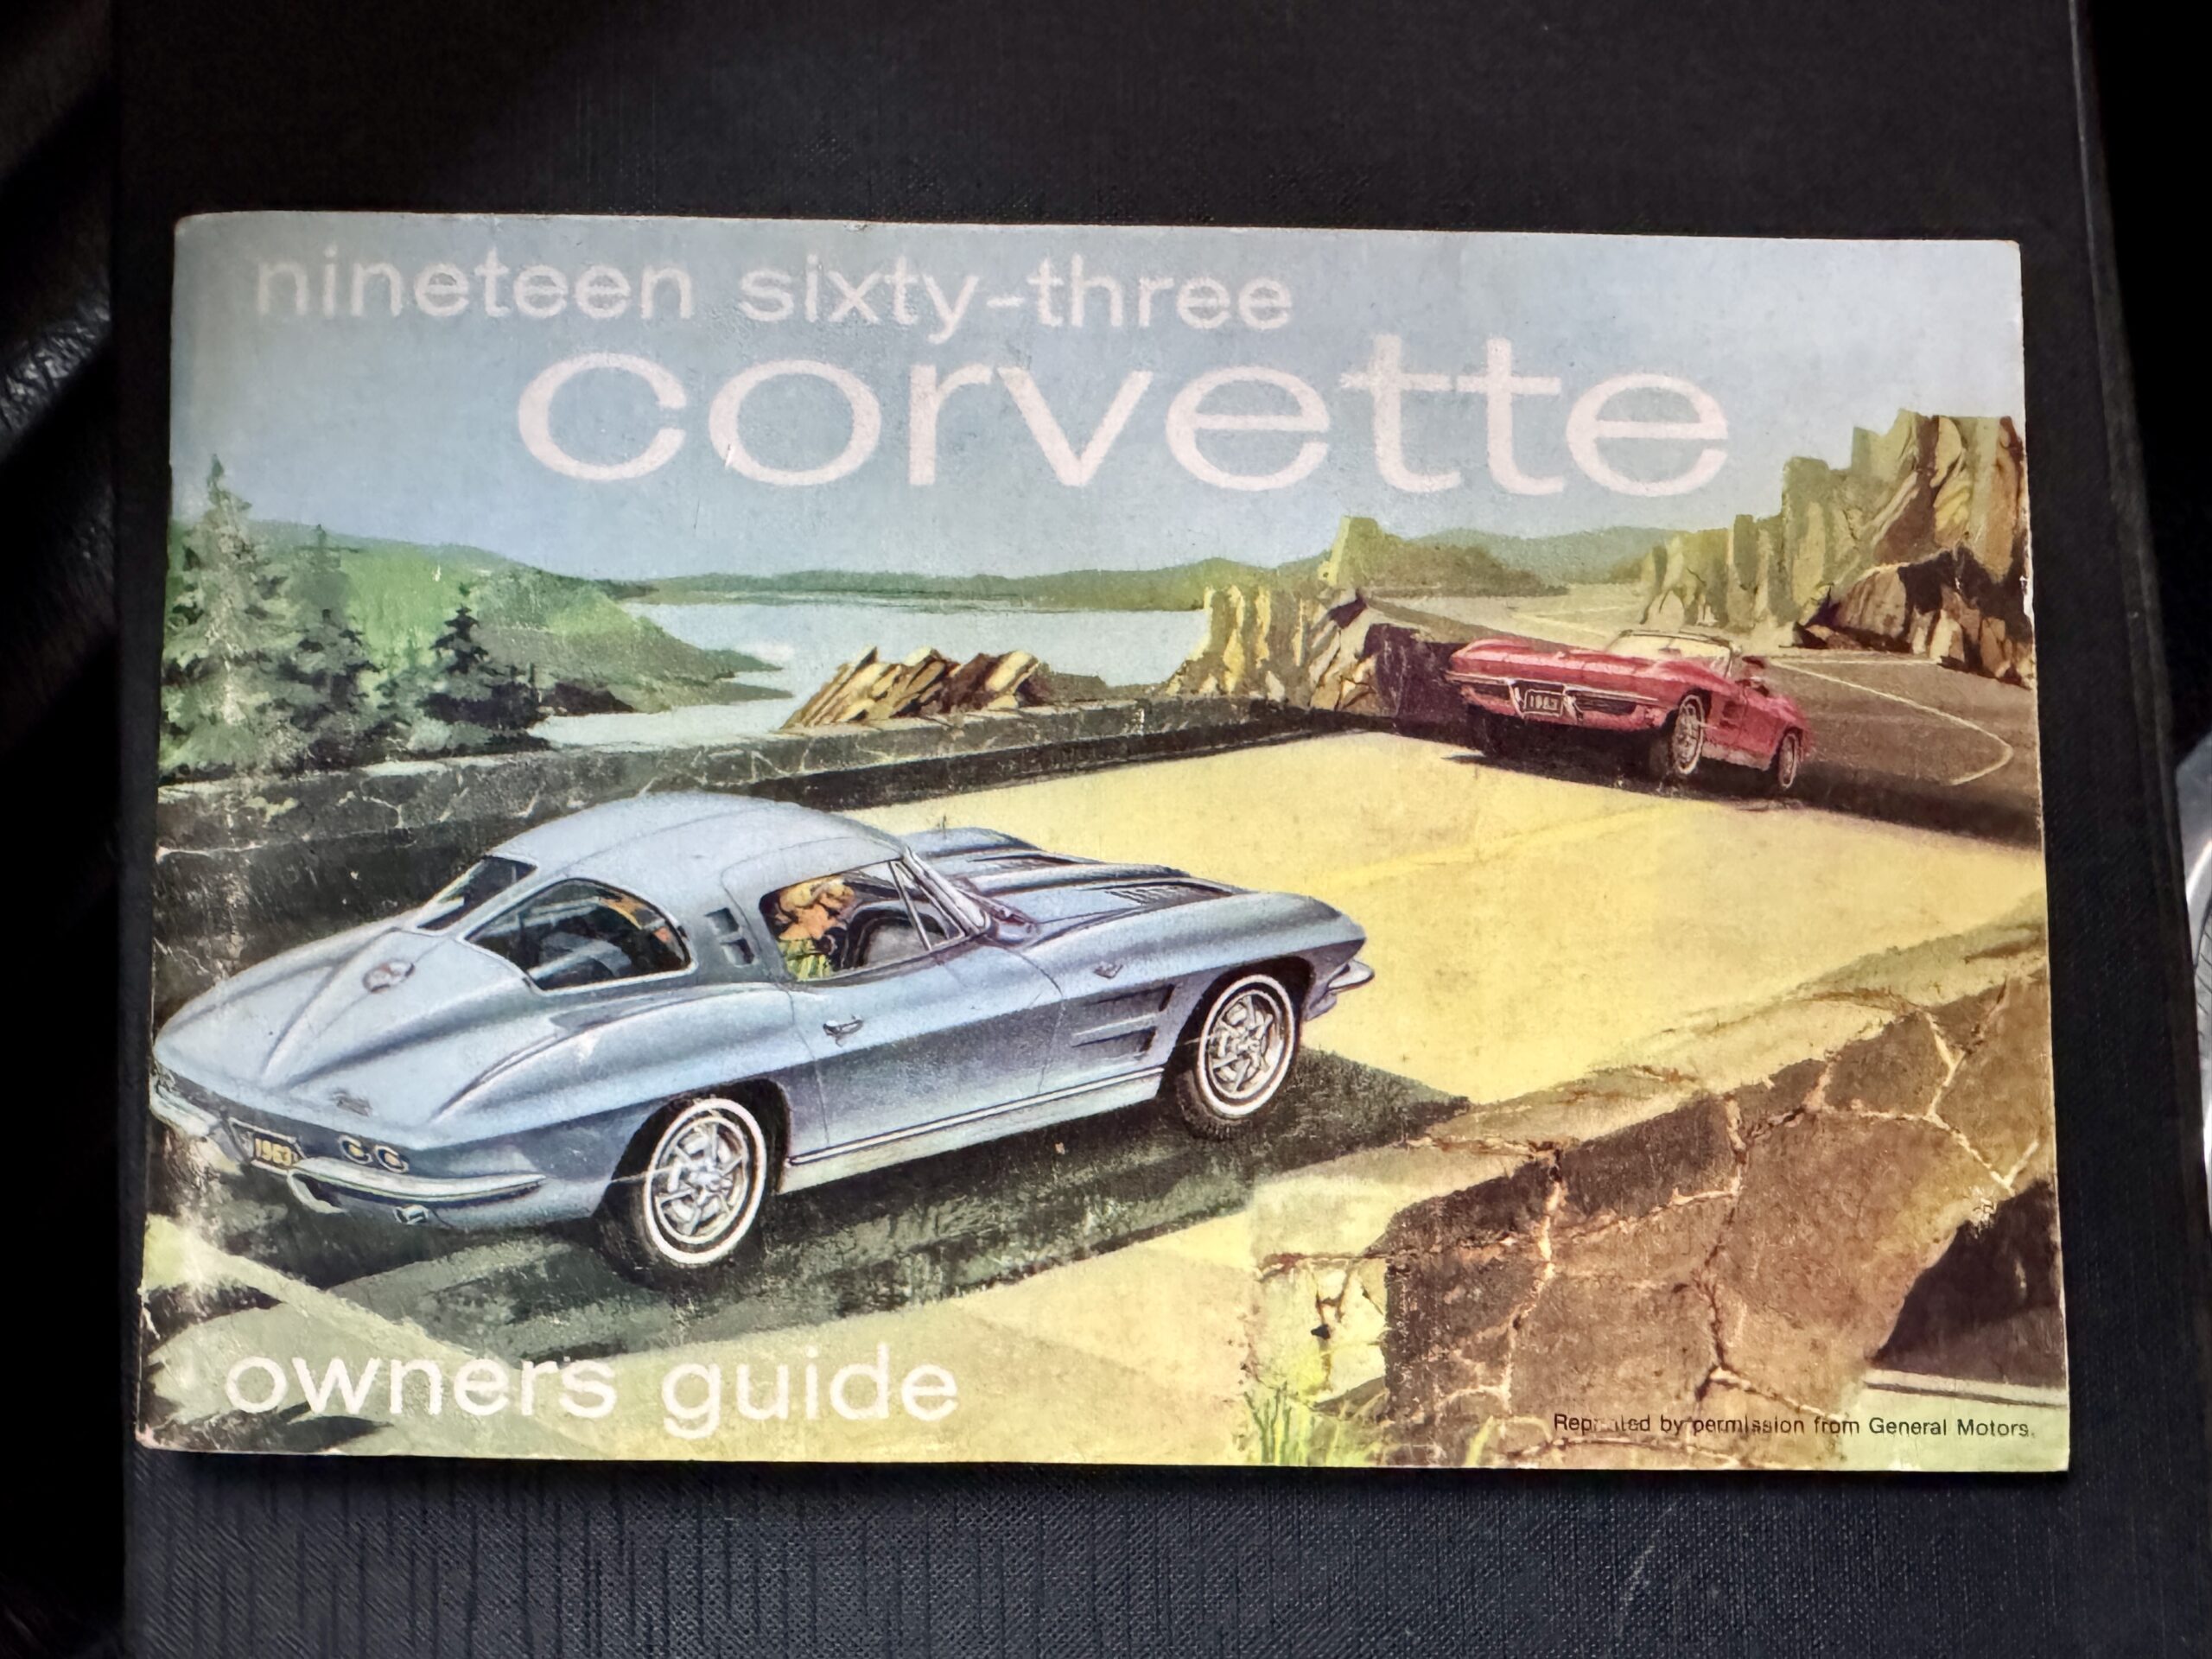 nineteen sixty-three
corvette
1963
1963
owners guide
by permission from General Motors.